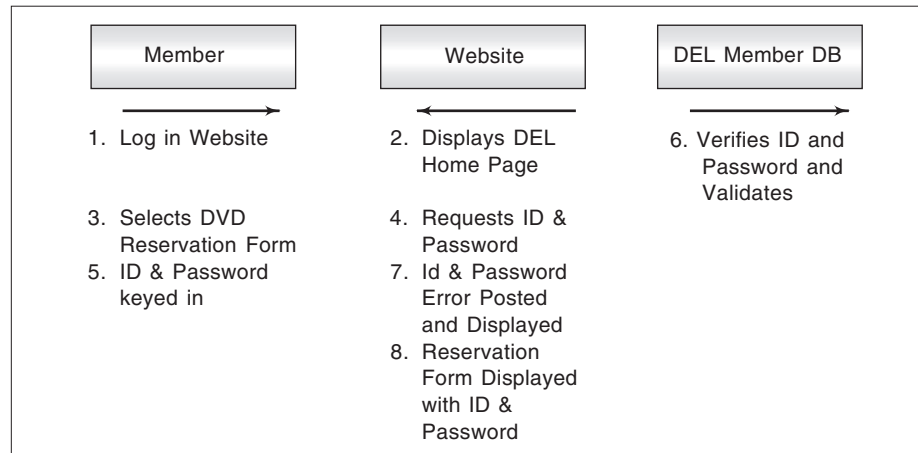 Member
Website
DEL Member DB
1. Log in Website
3. Selects DVD
Reservation Form
5. ID & Password
keyed in
2. Displays DEL
Home Page
4. Requests ID &
Password
7. Id & Password
Error Posted
and Displayed
8. Reservation
Form Displayed
with ID &
Password
6. Verifies ID and
Password and
Validates